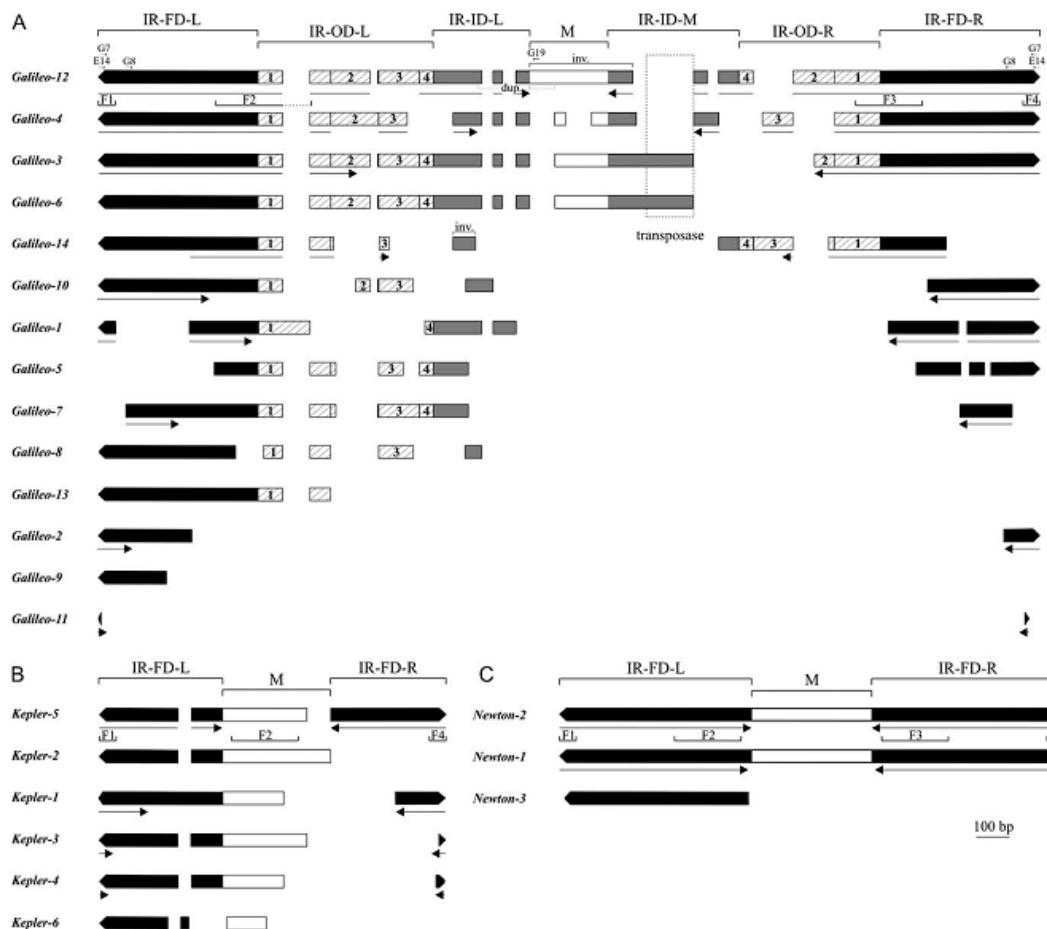 A
IR-FD-L IR-OD-L IR-ID-L M IR-ID-M IR-OD-R IR-FD-R
G7 G19 inv. G7
E14 G8 G8 E14
Galileo-12 1 2 3 4 4 2 1
F1 F2 dup. F3 F4
Galileo-4 1 2 3 3 1
Galileo-3 1 2 3 4 2 1
Galileo-6 1 2 3 4
transposase
inv.
Galileo-14 1 3 4 3 1
Galileo-10 1 2 3
Galileo-1 1 4
Galileo-5 1 3 4
Galileo-7 1 3 4
Galileo-8 1 3
Galileo-13 1
Galileo-2
Galileo-9
Galileo-11
B
IR-FD-L M IR-FD-R
Kepler-5
F1 F2 F4
Kepler-2
Kepler-1
Kepler-3
Kepler-4
Kepler-6
C
IR-FD-L M IR-FD-R
Newton-2
F1 F2 F3
Newton-1
Newton-3
100 bp